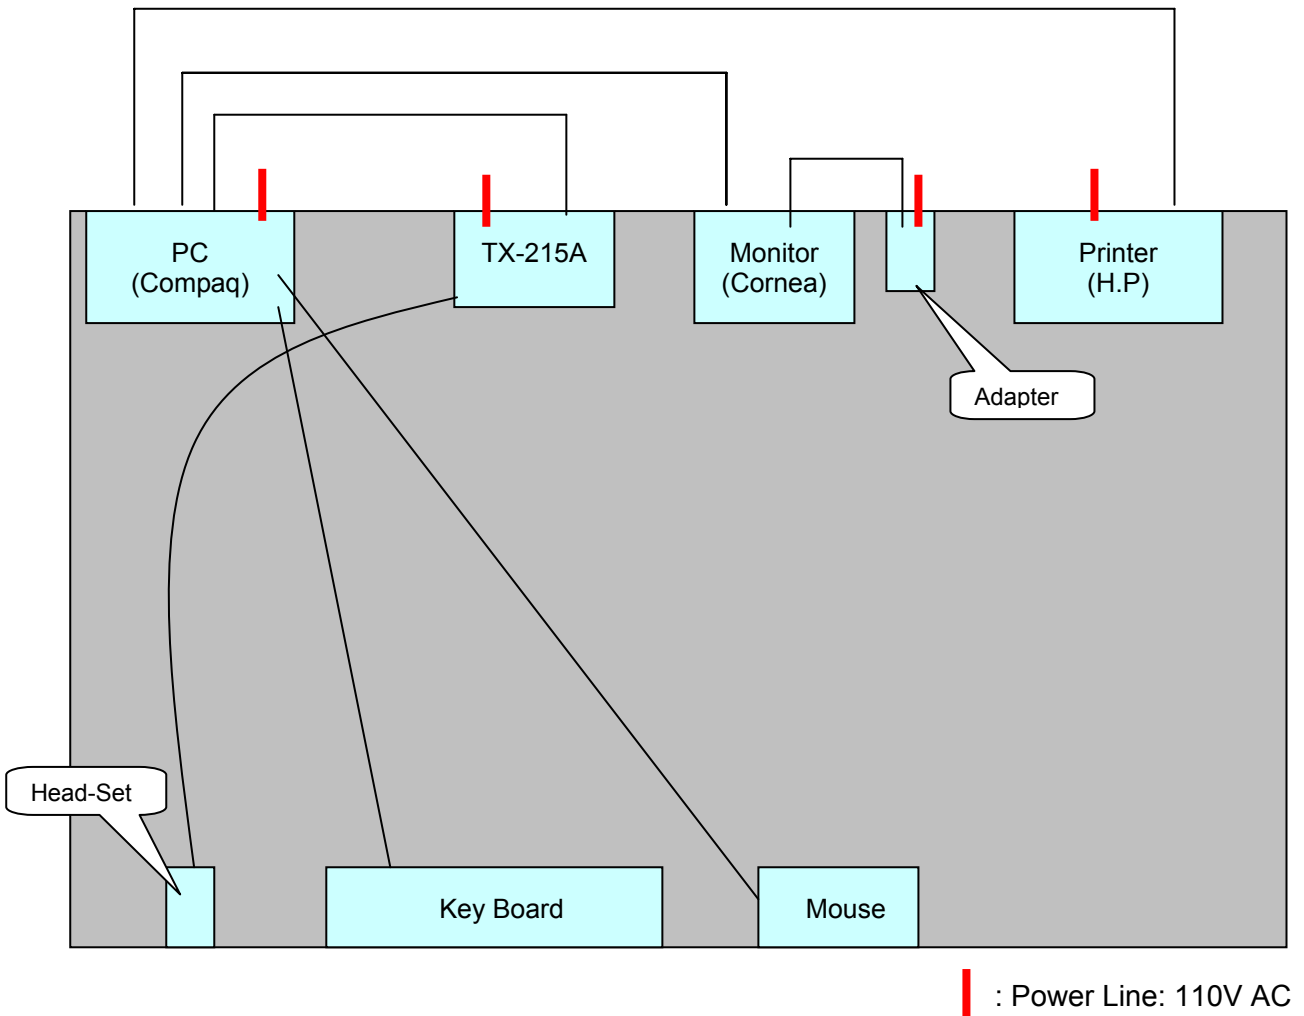 PC
(Compaq)
TX-215A
Monitor
(Cornea)
Printer
(H.P)
Adapter
Head-Set
Key Board
Mouse
: Power Line: 110V AC